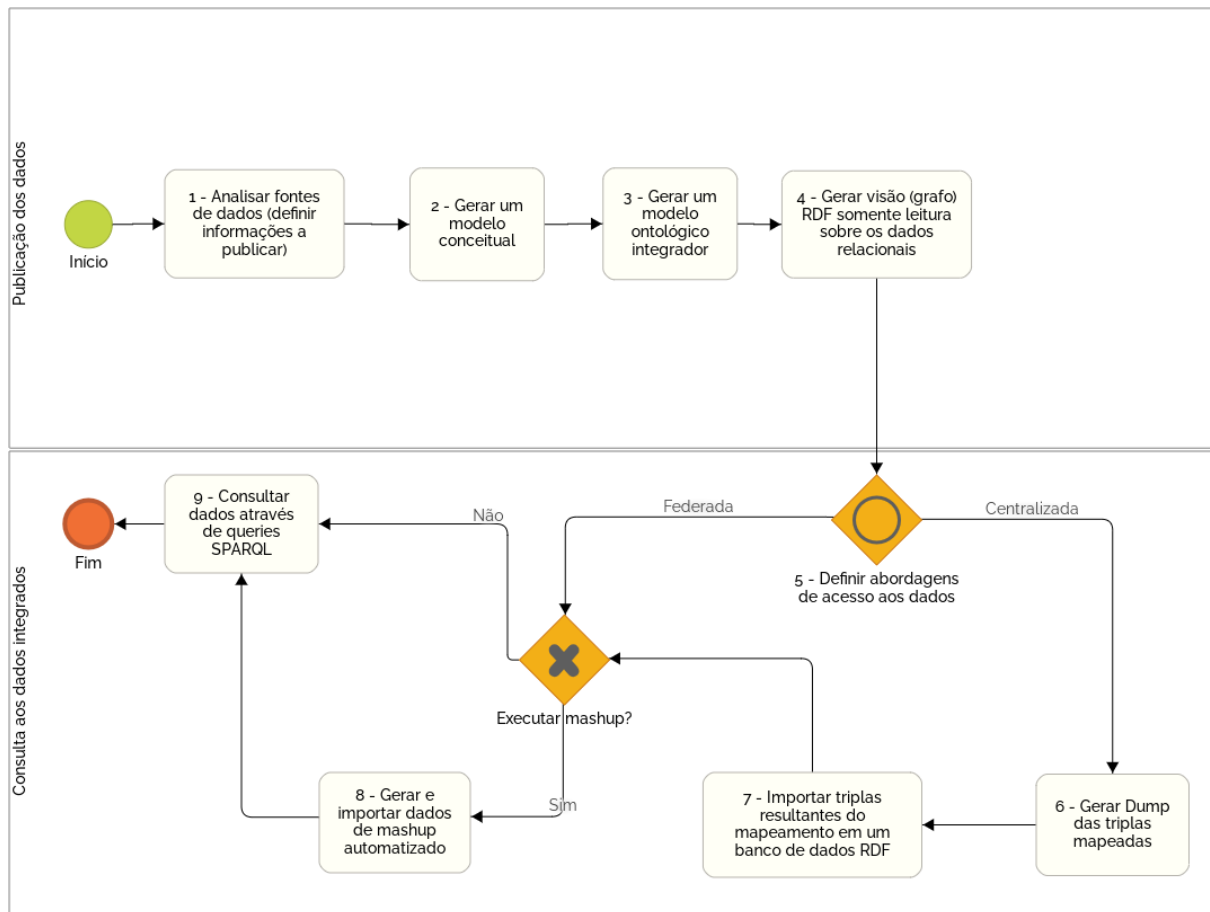 Publicação dos dados
Início
1 - Analisar fontes
de dados (definir
informações a
publicar)
2 - Gerar um
modelo
conceitual
3 - Gerar um
modelo
ontológico
integrador
4 - Gerar visão (grafo)
RDF somente leitura
sobre os dados
relacionais
Consulta aos dados integrados
5 - Definir abordagens
de acesso aos dados
Federada
Centralizada
6 - Gerar Dump
das triplas
mapeadas
7 - Importar triplas
resultantes do
mapeamento em um
banco de dados RDF
Executar mashup?
Não
Sim
8 - Gerar e
importar dados
de mashup
automatizado
9 - Consultar
dados através
de queries
SPARQL
Fim